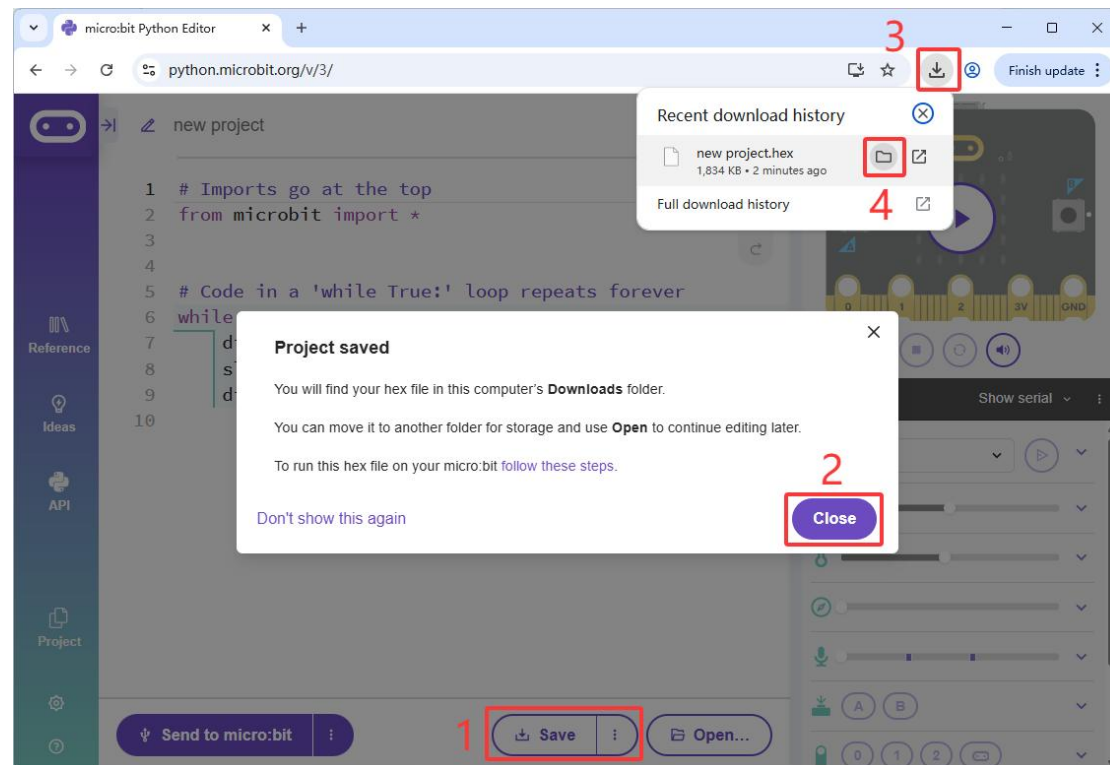 micro:bit Python Editor
python.microbit.org/v/3/
3
Finish update
new project
Recent download history
new project.hex
1,834 KB • 2 minutes ago
4
Full download history
1 # Imports go at the top
2 from microbit import *
3
4
5 # Code in a 'while True:' loop repeats forever
6 while
7 d
8 s
9 d
10
Reference
Ideas
API
Project
B
0 1 2 3V GND
Show serial
Project saved
You will find your hex file in this computer's Downloads folder.
You can move it to another folder for storage and use Open to continue editing later.
To run this hex file on your micro:bit follow these steps.
2
Don't show this again
Close
A B
0 1 2
1
Send to micro:bit
Save
Open...